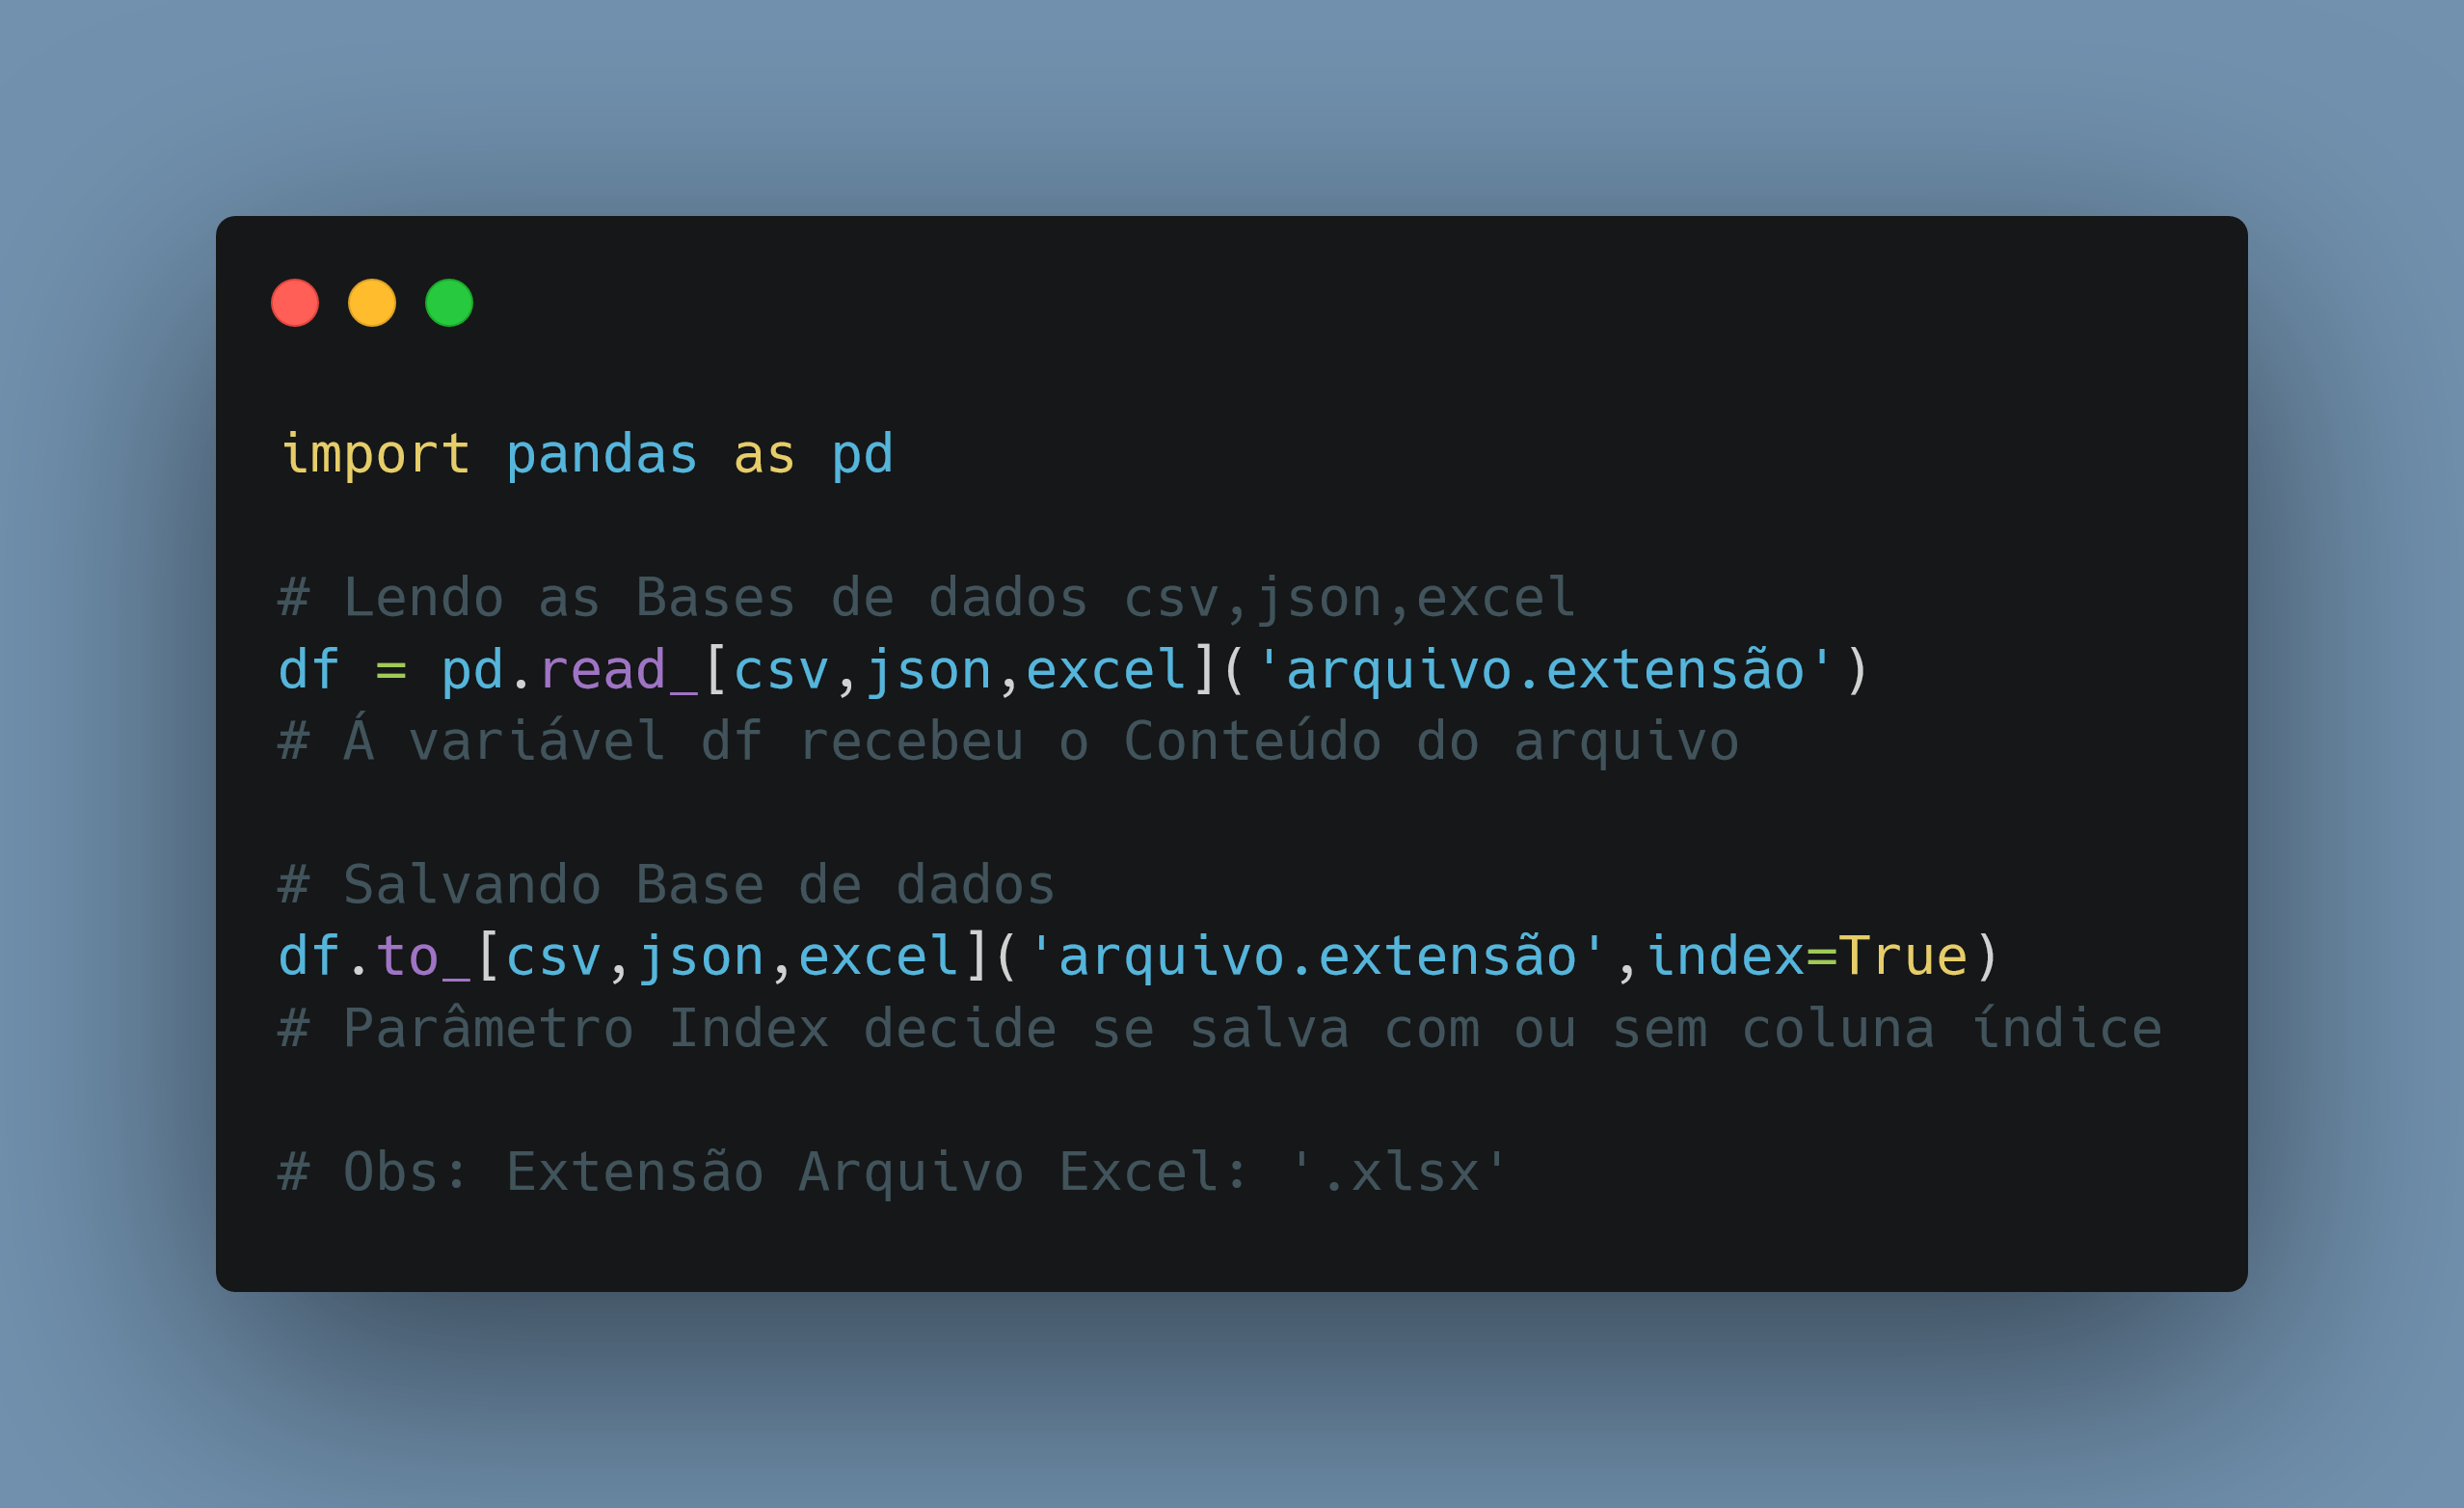 import pandas as pd
# Lendo as Bases de dados csv,json,excel
df = pd.read_[csv,json,excel]('arquivo.extensão')
# Á variável df recebeu o Conteúdo do arquivo
# Salvando Base de dados
df.to_[csv,json,excel]('arquivo.extensão',index=True)
# Parâmetro Index decide se salva com ou sem coluna índice
# Obs: Extensão Arquivo Excel: '.xlsx'